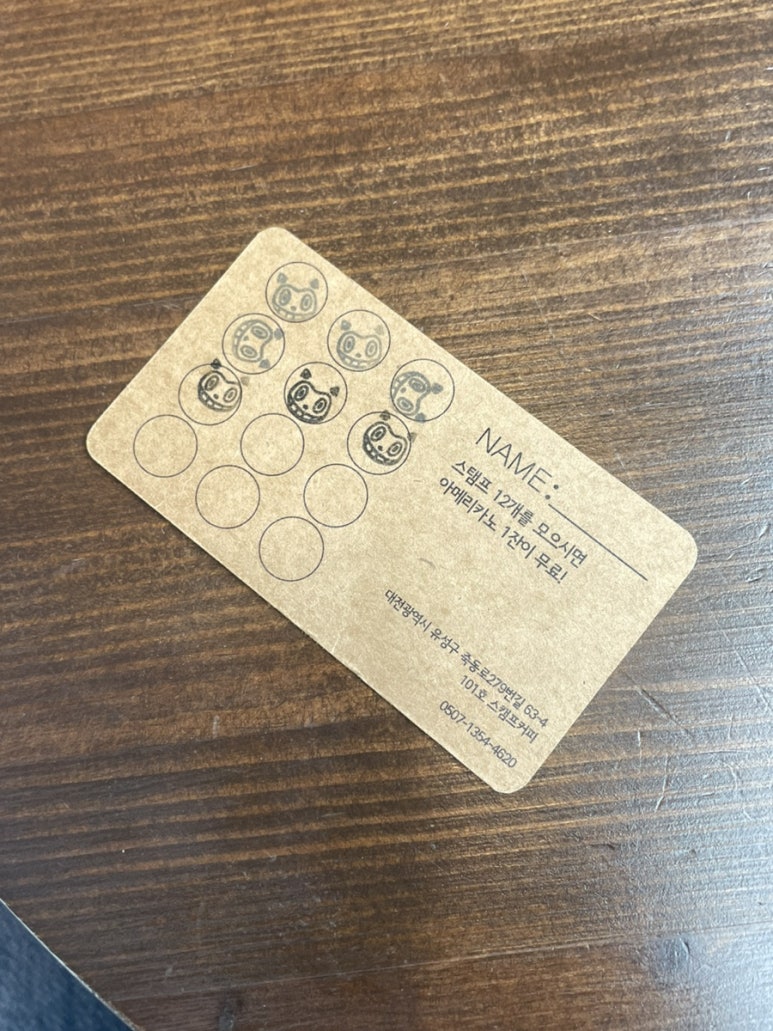 NAME:
스탬프 12개를 모으시면
아메리카노 1잔이 무료!
대전광역시 유성구 죽동로279번길 63-4
101호 스캠프커피
0507-1354-4620